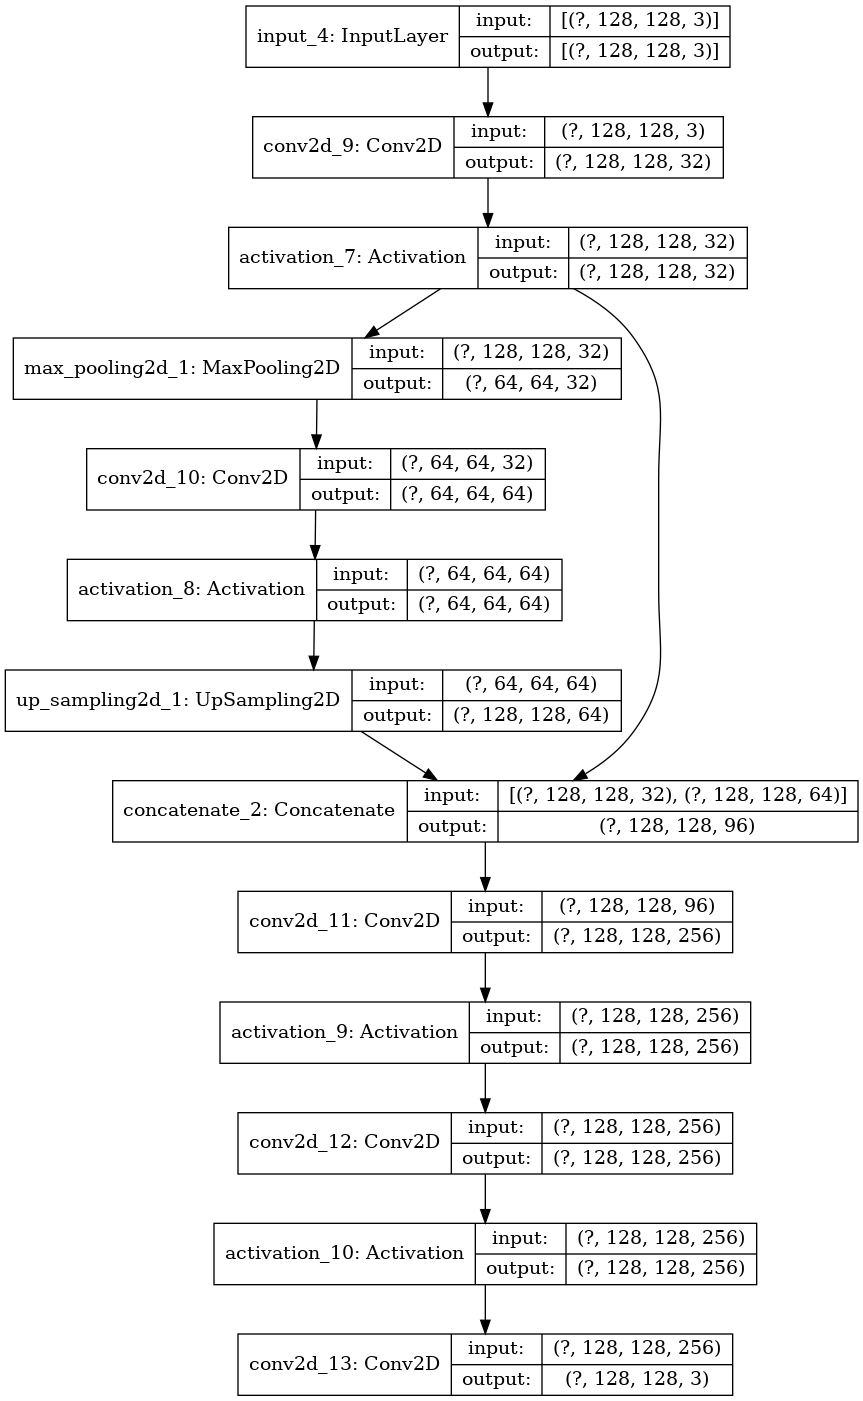 input_4: InputLayer
input:
[(?, 128, 128, 3)]
output:
[(?, 128, 128, 3)]
conv2d_9: Conv2D
input:
(?, 128, 128, 3)
output:
(?, 128, 128, 32)
activation_7: Activation
input:
(?, 128, 128, 32)
output:
(?, 128, 128, 32)
max_pooling2d_1: MaxPooling2D
input:
(?, 128, 128, 32)
output:
(?, 64, 64, 32)
conv2d_10: Conv2D
input:
(?, 64, 64, 32)
output:
(?, 64, 64, 64)
activation_8: Activation
input:
(?, 64, 64, 64)
output:
(?, 64, 64, 64)
up_sampling2d_1: UpSampling2D
input:
(?, 64, 64, 64)
output:
(?, 128, 128, 64)
concatenate_2: Concatenate
input:
[(?, 128, 128, 32), (?, 128, 128, 64)]
output:
(?, 128, 128, 96)
conv2d_11: Conv2D
input:
(?, 128, 128, 96)
output:
(?, 128, 128, 256)
activation_9: Activation
input:
(?, 128, 128, 256)
output:
(?, 128, 128, 256)
conv2d_12: Conv2D
input:
(?, 128, 128, 256)
output:
(?, 128, 128, 256)
activation_10: Activation
input:
(?, 128, 128, 256)
output:
(?, 128, 128, 256)
conv2d_13: Conv2D
input:
(?, 128, 128, 256)
output:
(?, 128, 128, 3)